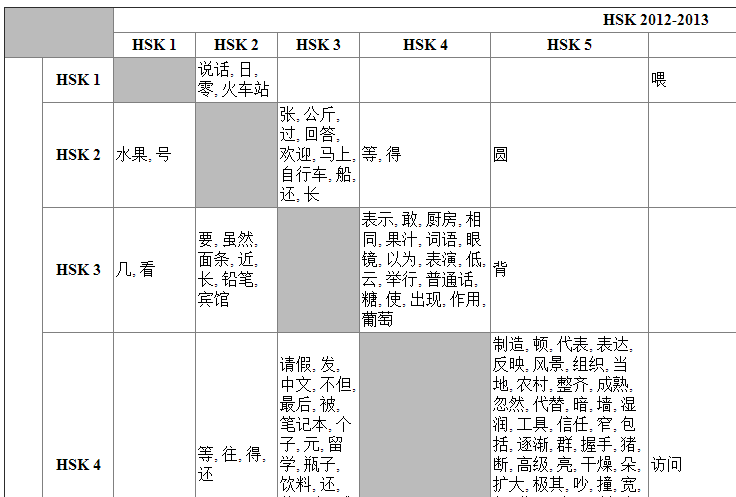 HSK 2012-2013
HSK 1 HSK 2 HSK 3 HSK 4 HSK 5
HSK 1
说话, 日,
零, 火车站
喂
HSK 2
水果, 号
张, 公斤,
过, 回答,
欢迎, 马上,
自行车, 船,
还, 长
等, 得
圆
HSK 3
几, 看
要, 虽然,
面条, 近,
长, 铅笔,
宾馆
表示, 敢, 厨房, 相
同, 果汁, 词语, 眼
镜, 以为, 表演, 低,
云, 举行, 普通话,
糖, 使, 出现, 作用,
葡萄
背
HSK 4
等, 往, 得,
还
请假, 发,
中文, 不但,
最后, 被,
笔记本, 个
子, 元, 留
学, 瓶子,
饮料, 还,
制造, 顿, 代表, 表达,
反映, 风景, 组织, 当
地, 农村, 整齐, 成熟,
忽然, 代替, 暗, 墙, 湿
润, 工具, 信任, 窄, 包
括, 逐渐, 群, 握手, 猪,
断, 高级, 亮, 干燥, 朵,
扩大, 极其, 吵, 撞, 宽,
访问